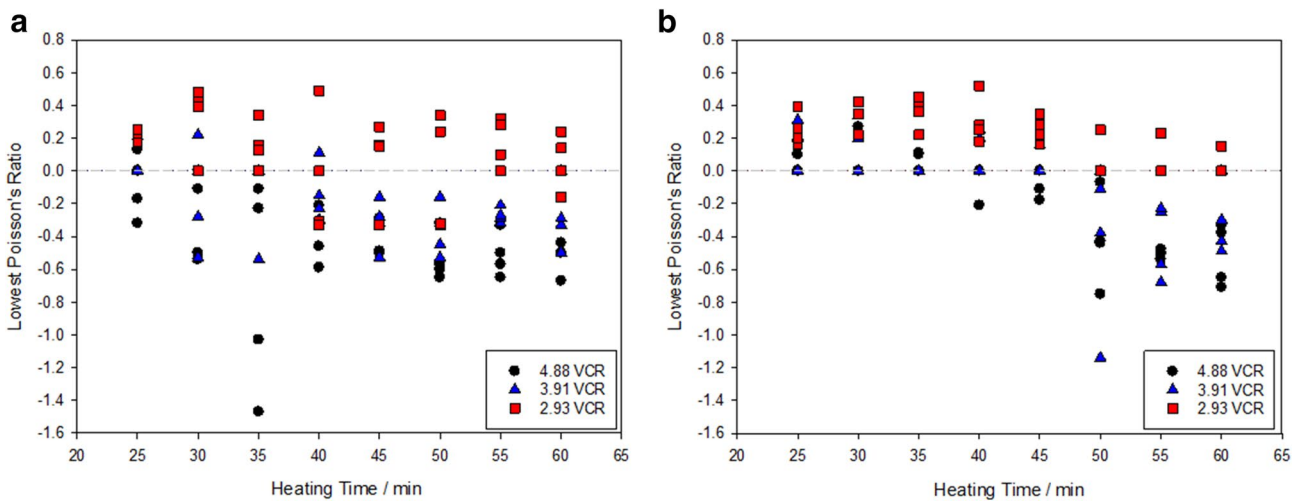 a
0.8
0.6
0.4
0.2
0.0
-0.2
-0.4
-0.6
-0.8
-1.0
-1.2
-1.4
-1.6
Lowest Poisson's Ratio
4.88 VCR
3.91 VCR
2.93 VCR
20 25 30 35 40 45 50 55 60 65
Heating Time / min
b
0.8
0.6
0.4
0.2
0.0
-0.2
-0.4
-0.6
-0.8
-1.0
-1.2
-1.4
-1.6
Lowest Poisson's Ratio
4.88 VCR
3.91 VCR
2.93 VCR
20 25 30 35 40 45 50 55 60 65
Heating Time / min